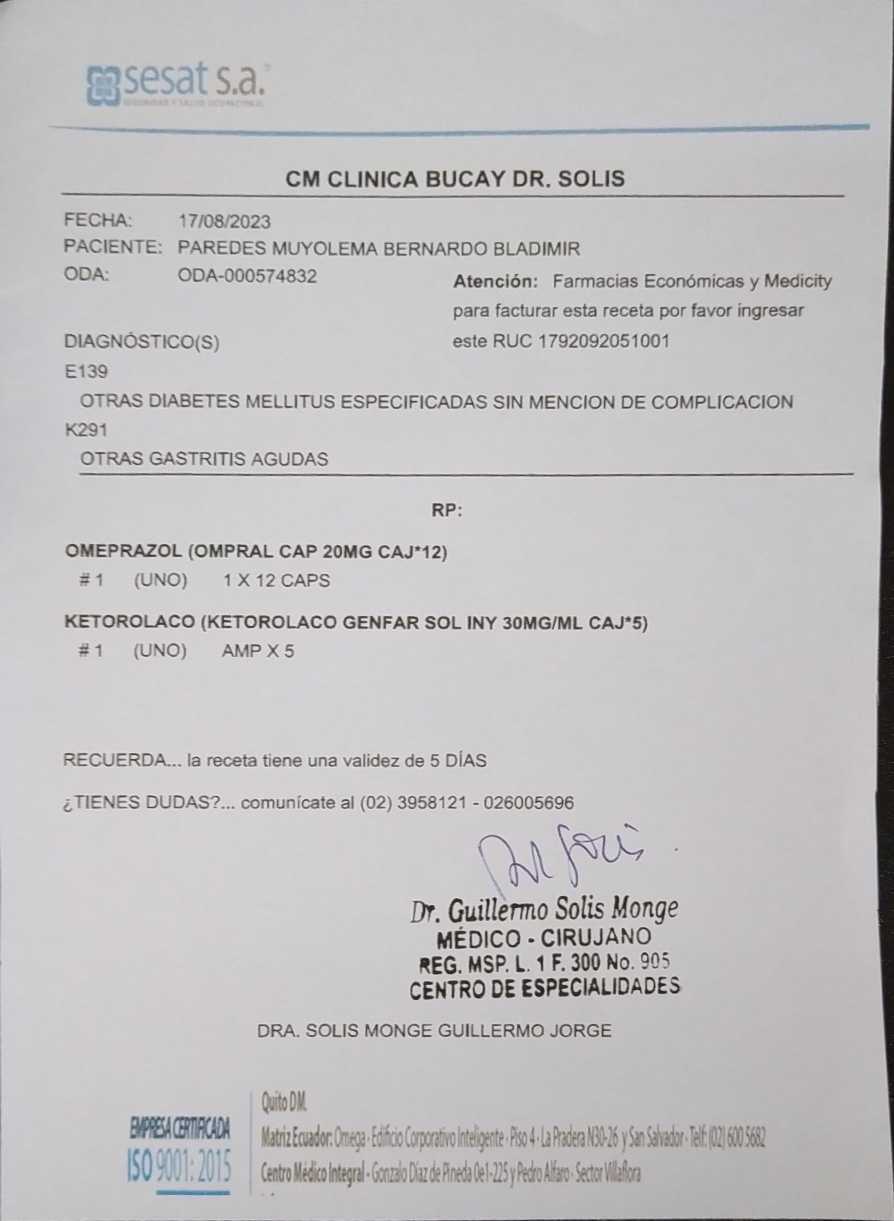 sesat s.a.
SEGURIDAD Y SALUD OCUPACIONAL
CM CLINICA BUCAY DR. SOLIS
FECHA: 17/08/2023
PACIENTE: PAREDES MUYOLEMA BERNARDO BLADIMIR
ODA: ODA-000574832
Atención: Farmacias Económicas y Medicity
para facturar esta receta por favor ingresar
este RUC 1792092051001
DIAGNÓSTICO(S)
E139
OTRAS DIABETES MELLITUS ESPECIFICADAS SIN MENCION DE COMPLICACION
K291
OTRAS GASTRITIS AGUDAS
RP:
OMEPRAZOL (OMPRAL CAP 20MG CAJ*12)
# 1 (UNO) 1 X 12 CAPS
KETOROLACO (KETOROLACO GENFAR SOL INY 30MG/ML CAJ*5)
# 1 (UNO) AMP X 5
RECUERDA... la receta tiene una validez de 5 DÍAS
¿TIENES DUDAS?... comunícate al (02) 3958121 - 026005696
Dr. Guillermo Solis Monge
MÉDICO - CIRUJANO
REG. MSP. L. 1 F. 300 No. 905
CENTRO DE ESPECIALIDADES
DRA. SOLIS MONGE GUILLERMO JORGE
EMPRESA CERTIFICADA
ISO 9001: 2015
Quito DM.
Matriz Ecuador: Omega - Edificio Corporativo Inteligente - Piso 4 - La Pradera N30-26 y San Salvador - Telf: (02) 600 5682
Centro Médico Integral - Gonzalo Díaz de Pineda 0e1-225 y Pedro Alfaro - Sector Villaflora